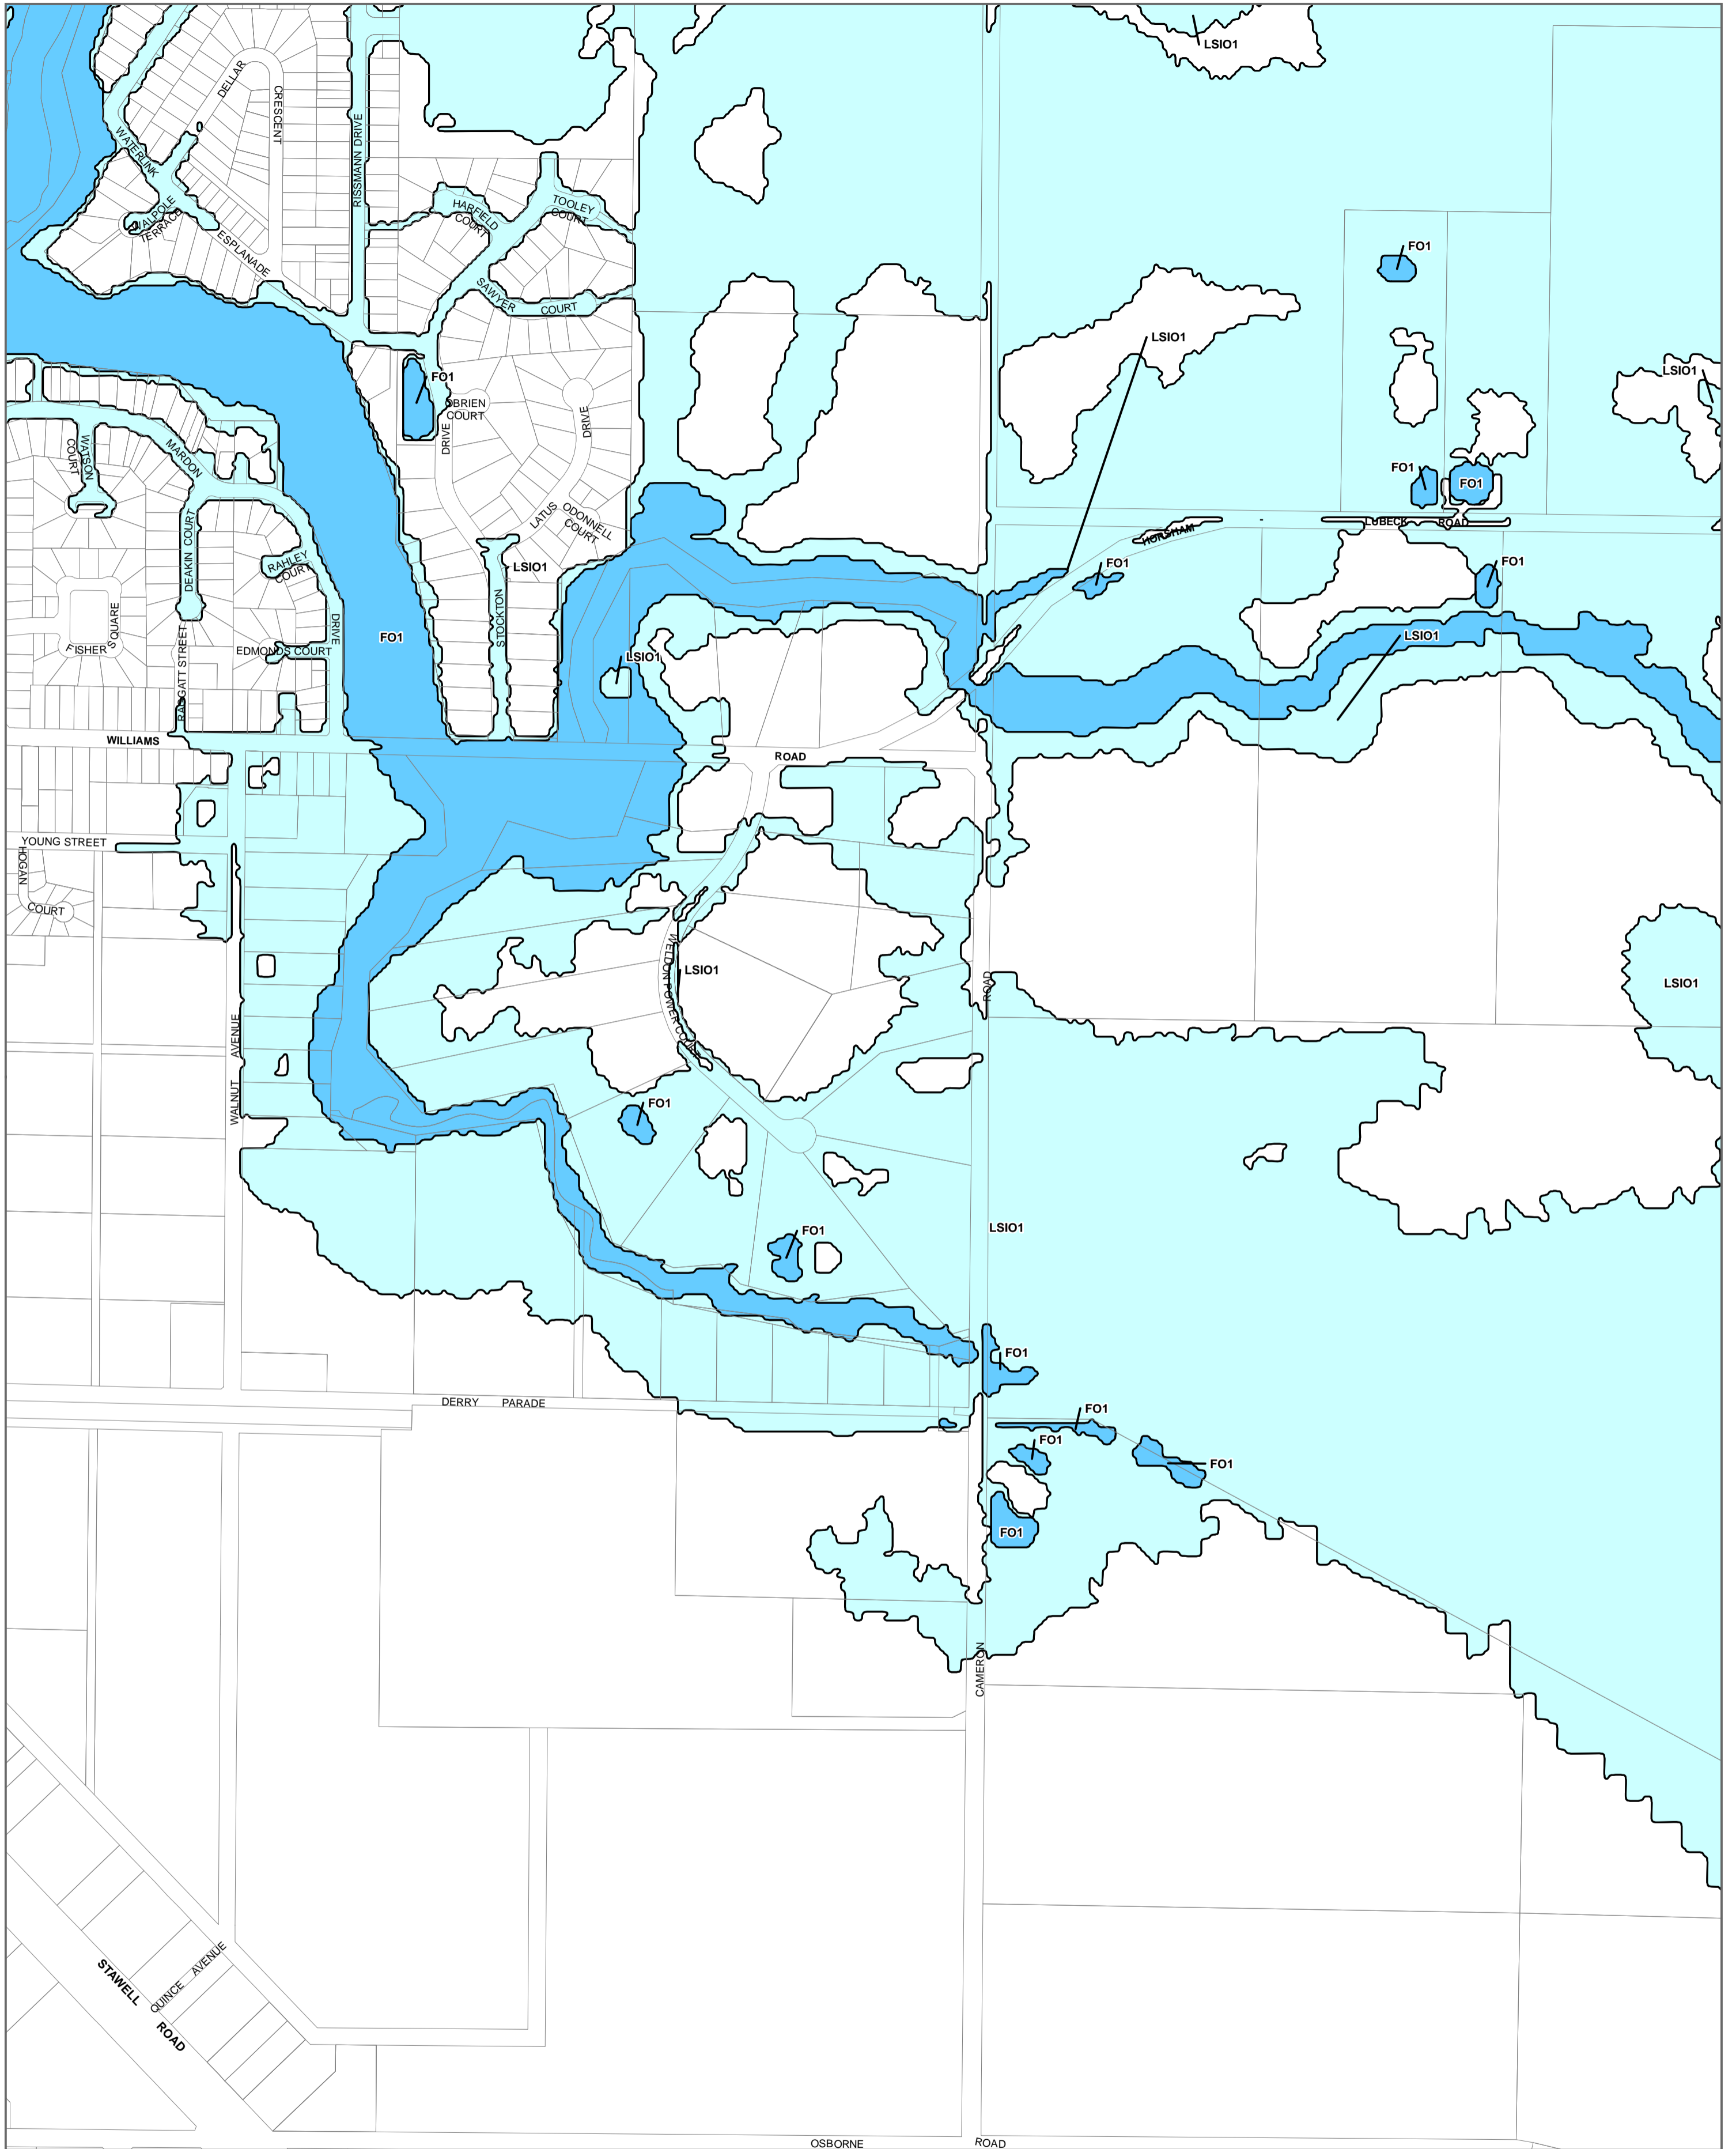 LSIO1
DELLAR
CRESCENT
WATERLINK
RISSMANN DRIVE
WALPOLE
TERRACE
ESPLANADE
HARFIELD
COURT
TOOLEY
COURT
SAWYER
COURT
FO1
LSIO1
LSIO1
FO1
OBRIEN
COURT
DRIVE
DRIVE
WATSON
COURT
MARDON
FO1
FO1
LATUS
ODONNELL
COURT
DEAKIN COURT
LUBECK
ROAD
HORSHAM
RAHLEY
COURT
LSIO1
FO1
FO1
STOCKTON
SQUARE
FISHER
DRIVE
FO1
LSIO1
EDMONDS COURT
LSIO1
RAGGATT STREET
WILLIAMS
ROAD
YOUNG STREET
HOGAN
COURT
WELDON POWER COURT
LSIO1
ROAD
LSIO1
WALNUT
AVENUE
FO1
LSIO1
FO1
FO1
DERRY
PARADE
FO1
FO1
FO1
FO1
CAMERON
STAWELL
ROAD
QUINCE
AVENUE
OSBORNE
ROAD